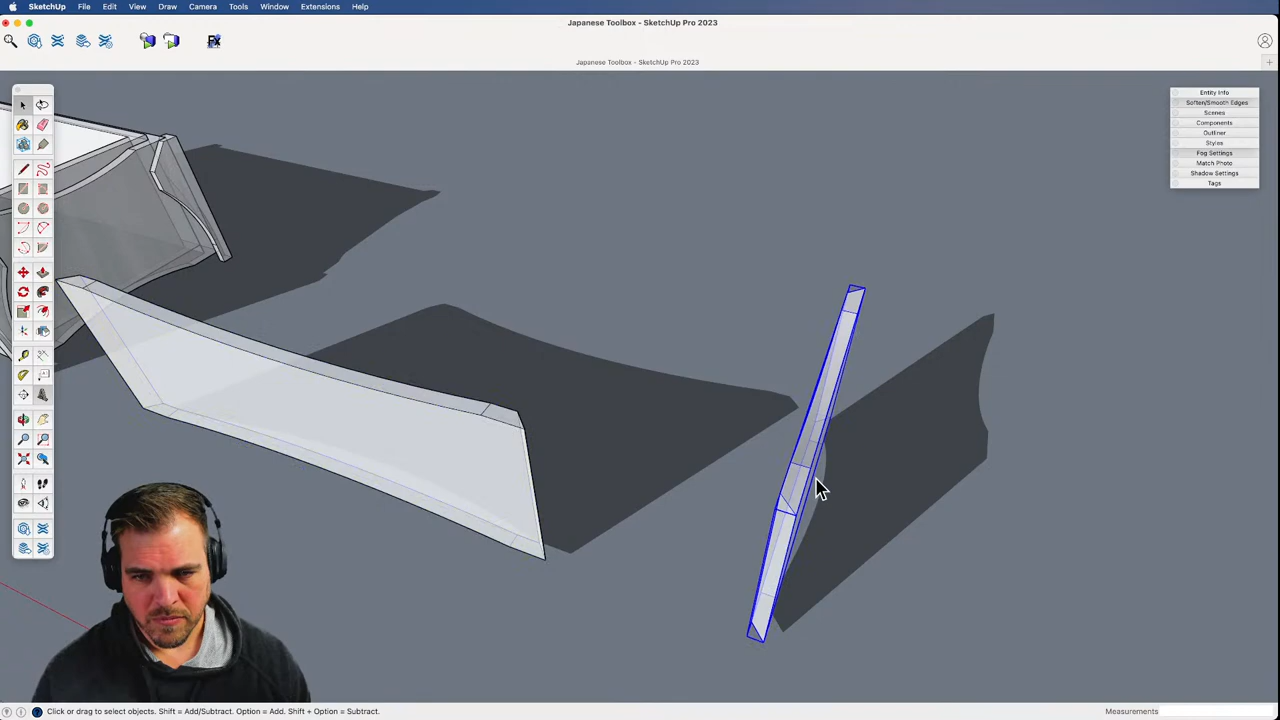 SketchUp File Edit View Draw Camera Tools Window Extensions Help
Japanese Toolbox - SketchUp Pro 2023
Japanese Toolbox - SketchUp Pro 2023
Entity Info
Soften/Smooth Edges
Scenes
Components
Outliner
Styles
Fog Settings
Match Photo
Shadow Settings
Tags
Click or drag to select objects. Shift = Add/Subtract. Option = Add. Shift + Option = Subtract.
Measurements